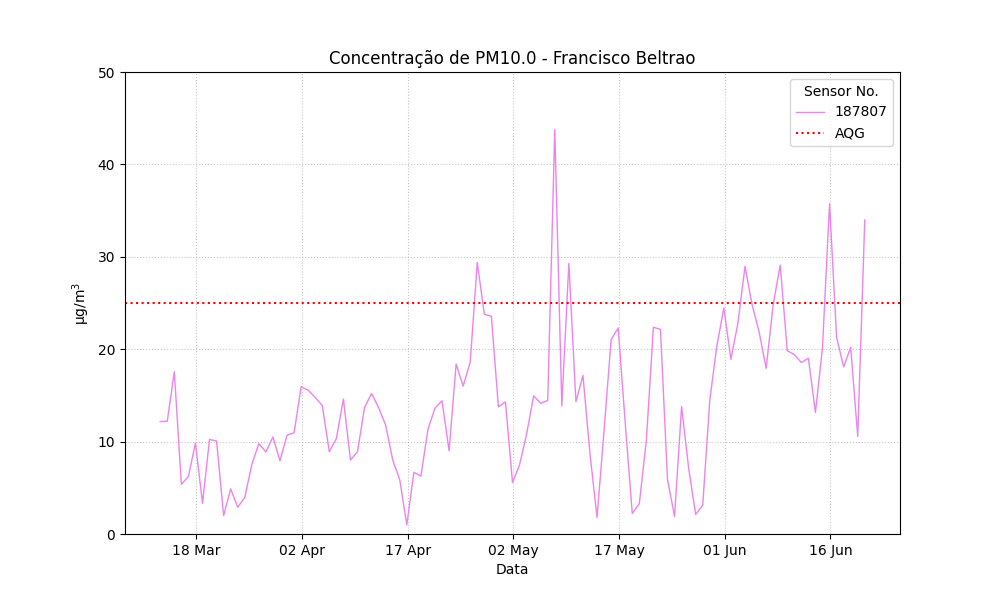 Concentração de PM10.0 - Francisco Beltrao
50
40
30
20
10
0
µg/m³
Sensor No.
187807
AQG
18 Mar
02 Apr
17 Apr
02 May
17 May
01 Jun
16 Jun
Data